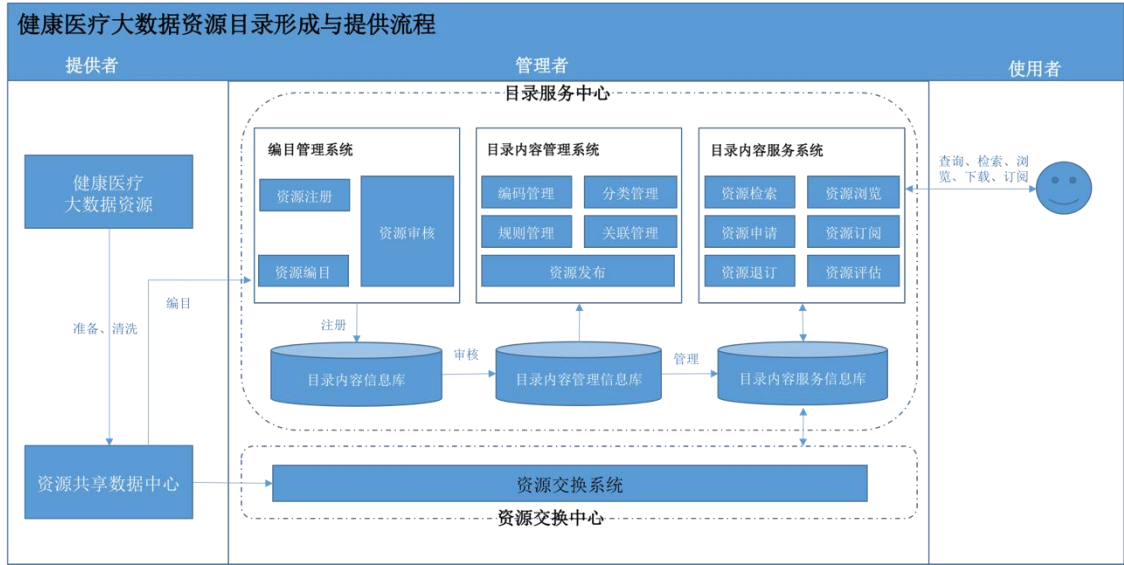 健康医疗大数据资源目录形成与提供流程
提供者
管理者
使用者
目录服务中心
健康医疗
大数据资源
准备、清洗
编目
资源共享数据中心
编目管理系统
资源注册
资源审核
资源编目
目录内容管理系统
编码管理
分类管理
规则管理
关联管理
资源发布
目录内容服务系统
资源检索
资源浏览
资源申请
资源订阅
资源退订
资源评估
查询、检索、浏
览、下载、订阅
注册
目录内容信息库
审核
目录内容管理信息库
管理
目录内容服务信息库
资源交换系统
资源交换中心